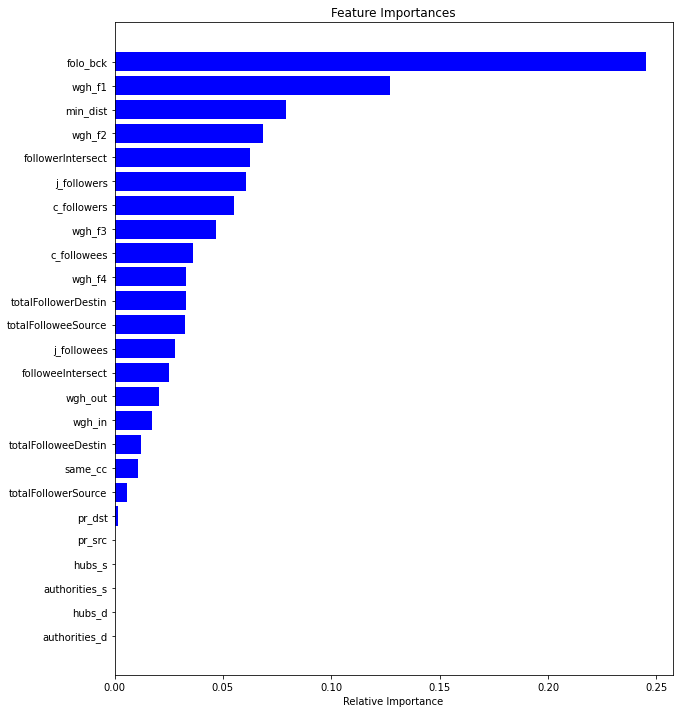 Feature Importances
folo_bck
wgh_f1
min_dist
wgh_f2
followerIntersect
j_followers
c_followers
wgh_f3
c_followees
wgh_f4
totalFollowerDestin
totalFolloweeSource
j_followees
followeeIntersect
wgh_out
wgh_in
totalFolloweeDestin
same_cc
totalFollowerSource
pr_dst
pr_src
hubs_s
authorities_s
hubs_d
authorities_d
0.00 0.05 0.10 0.15 0.20 0.25
Relative Importance